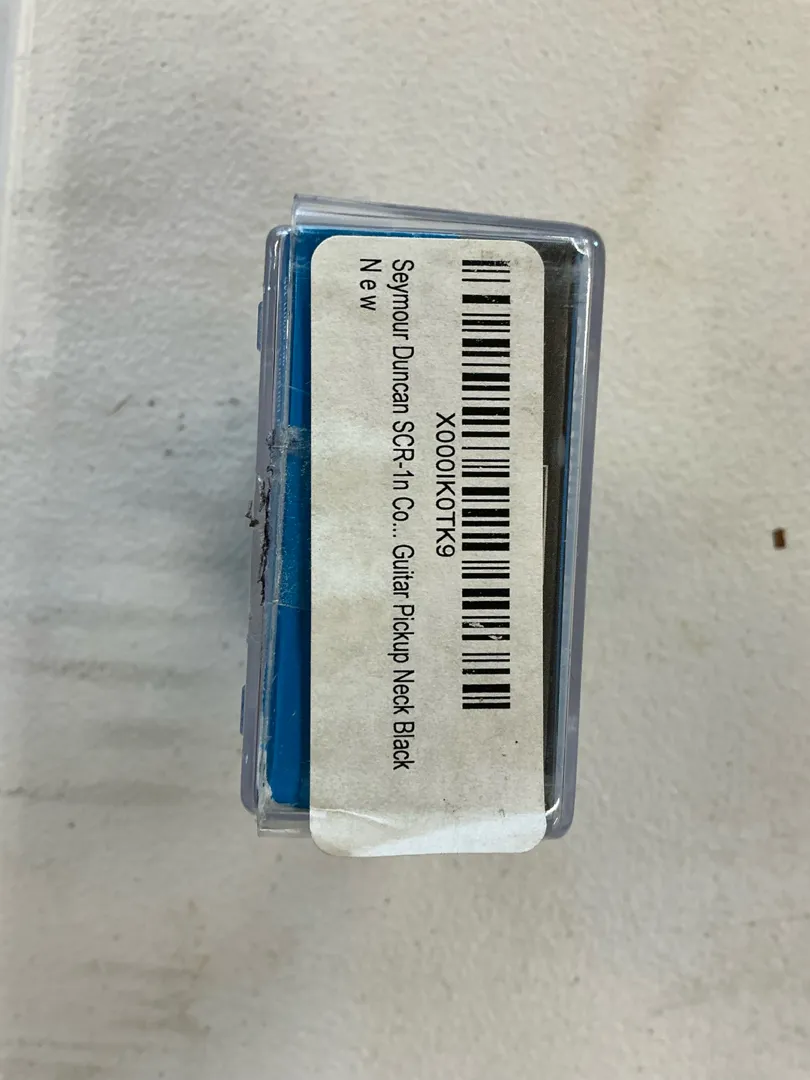 X000IK0TK9
Seymour Duncan SCR-1n Co... Guitar Pickup Neck Black
New